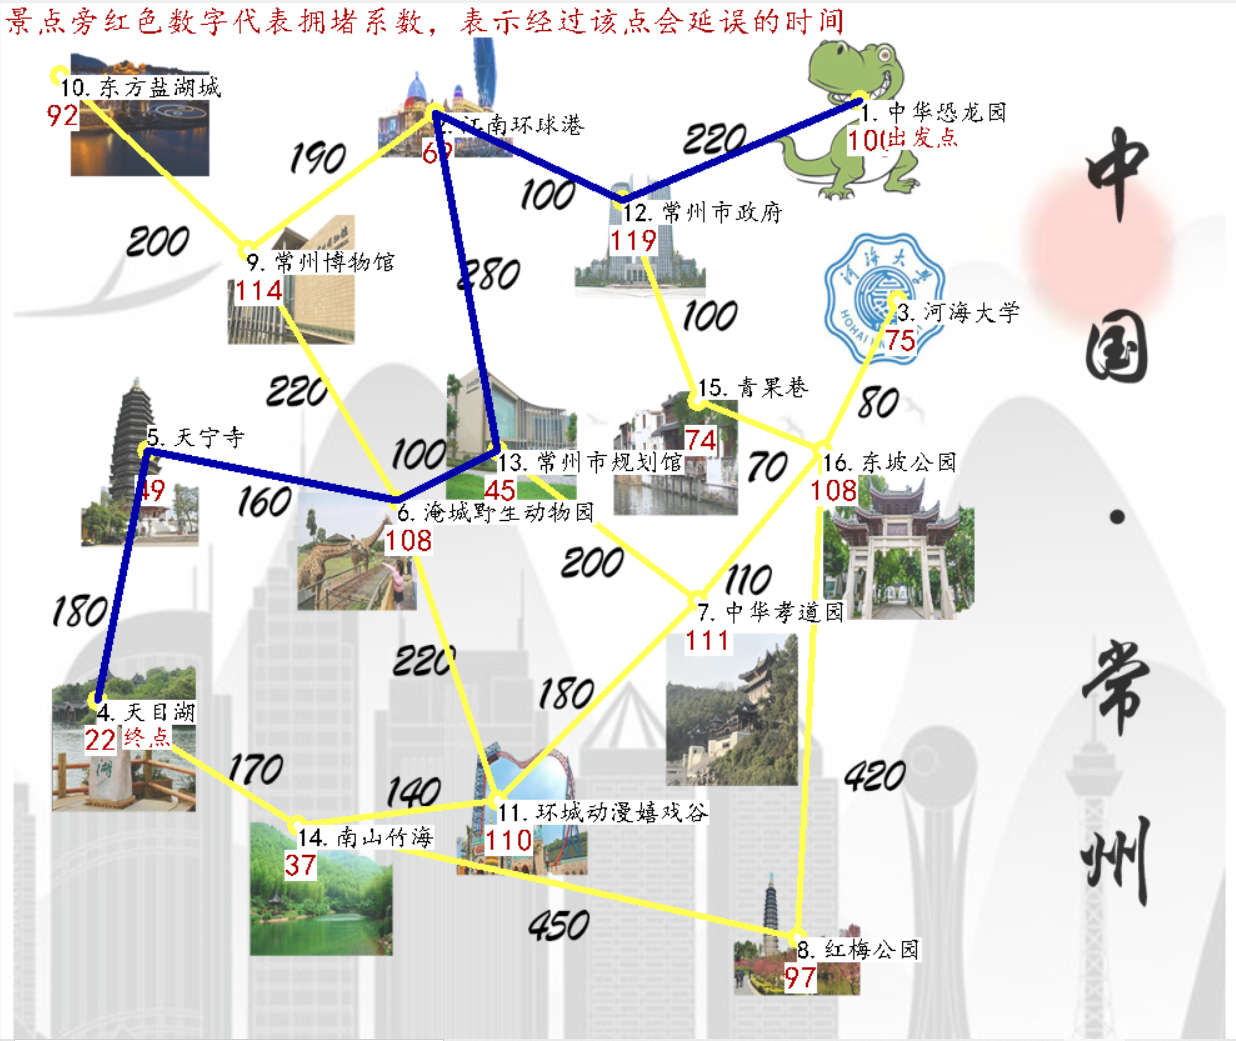 景点旁红色数字代表拥堵系数，表示经过该点会延误的时间
10.东方盐湖城
92
190
江南环球港
69
220
1.中华恐龙园
出发点
100
12.常州市政府
119
200
9.常州博物馆
114
280
100
河海大学
3.河海大学
75
中国·常州
220
15.青果巷
74
80
5.天宁寺
49
160
100
13.常州市规划馆
45
70
16.东坡公园
108
6.淹城野生动物园
108
200
110
7.中华孝道园
111
180
220
180
4.天目湖
22 终点
湖
170
140
11.环城动漫嬉戏谷
110
420
14.南山竹海
37
450
8.红梅公园
97